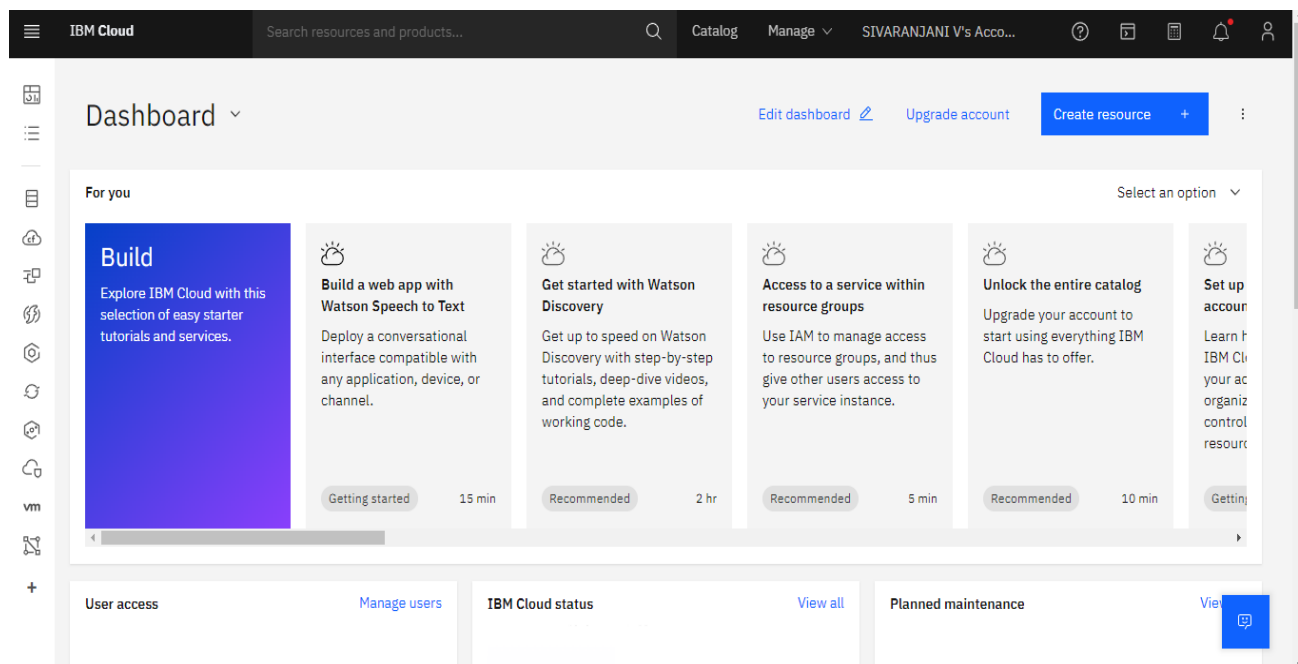 IBM Cloud
Search resources and products...
Catalog
Manage
SIVARANJANI V's Acco...
Dashboard
Edit dashboard
Upgrade account
Create resource +
For you
Select an option
Build
Explore IBM Cloud with this
selection of easy starter
tutorials and services.
Build a web app with
Watson Speech to Text
Deploy a conversational
interface compatible with
any application, device, or
channel.
Getting started
15 min
Get started with Watson
Discovery
Get up to speed on Watson
Discovery with step-by-step
tutorials, deep-dive videos,
and complete examples of
working code.
Recommended
2 hr
Access to a service within
resource groups
Use IAM to manage access
to resource groups, and thus
give other users access to
your service instance.
Recommended
5 min
Unlock the entire catalog
Upgrade your account to
start using everything IBM
Cloud has to offer.
Recommended
10 min
Set up
Learn
IBM
your
vm
User access
Manage users
IBM Cloud status
View all
Planned maintenance